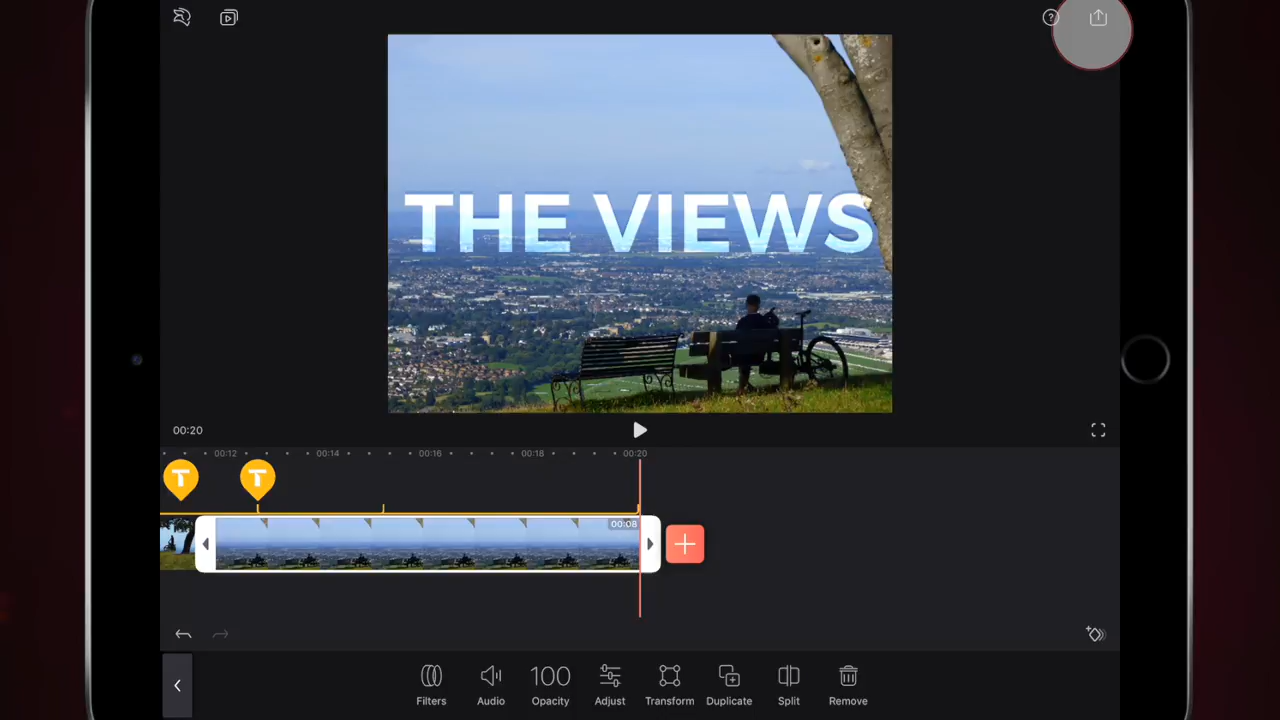 ?
THE VIEWS
00:20
00:12
00:14
00:16
00:18
00:20
T
T
00:08
100
Filters
Audio
Opacity
Adjust
Transform
Duplicate
Split
Remove